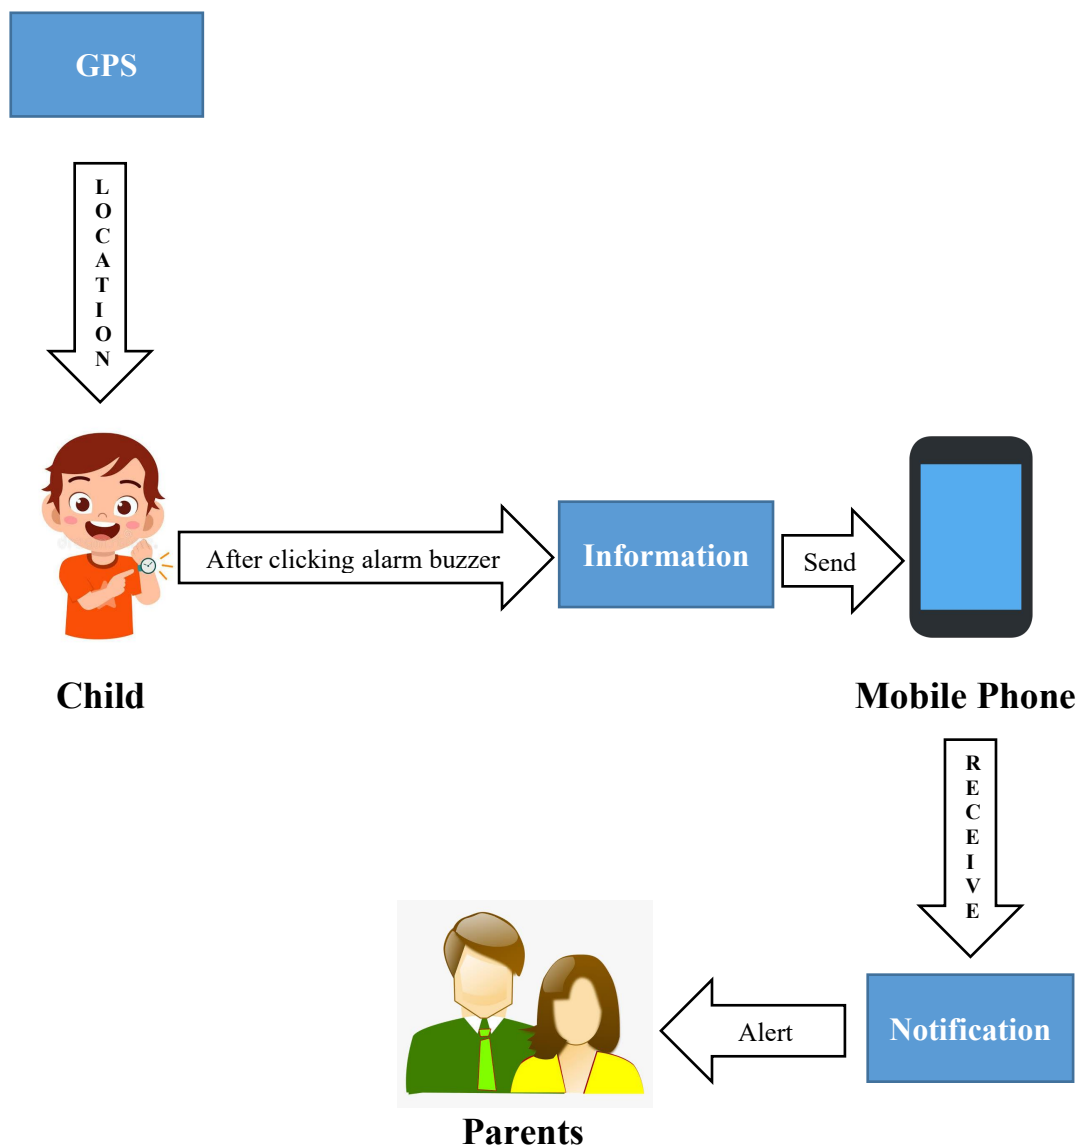 GPS
LOCATION
After clicking alarm buzzer
Information
Send
Child
Mobile Phone
RECEIVE
Alert
Notification
Parents